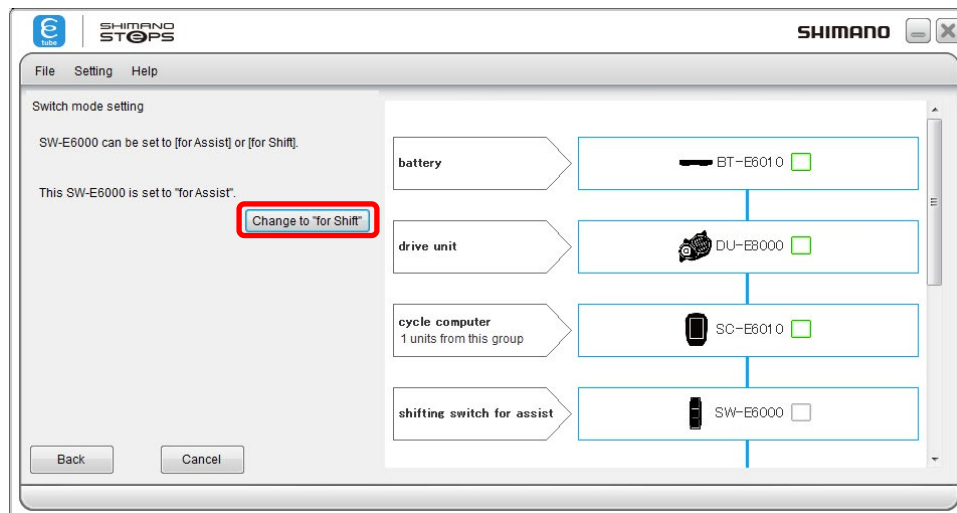 e
tube
SHIMANO
STEPS
SHIMANO
File Setting Help
Switch mode setting
SW-E6000 can be set to [for Assist] or [for Shift].
This SW-E6000 is set to "for Assist".
Change to "for Shift"
battery
BT-E6010
drive unit
DU-E8000
cycle computer
1 units from this group
SC-E6010
shifting switch for assist
SW-E6000
Back
Cancel